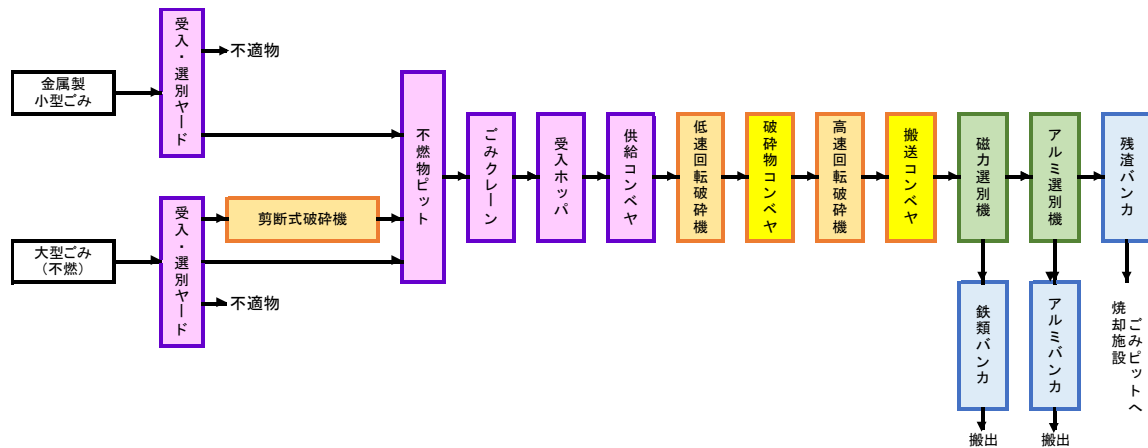 金属製
小型ごみ
受入・選別ヤード
不適物
大型ごみ
(不燃)
受入・選別ヤード
剪断式破砕機
不適物
不燃物ピット
ごみクレーン
受入ホッパ
供給コンベヤ
低速回転破砕機
破砕物コンベヤ
高速回転破砕機
搬送コンベヤ
磁力選別機
アルミ選別機
残渣バンカ
鉄類バンカ
アルミバンカ
焼却施設
ごみピットへ
搬出
搬出